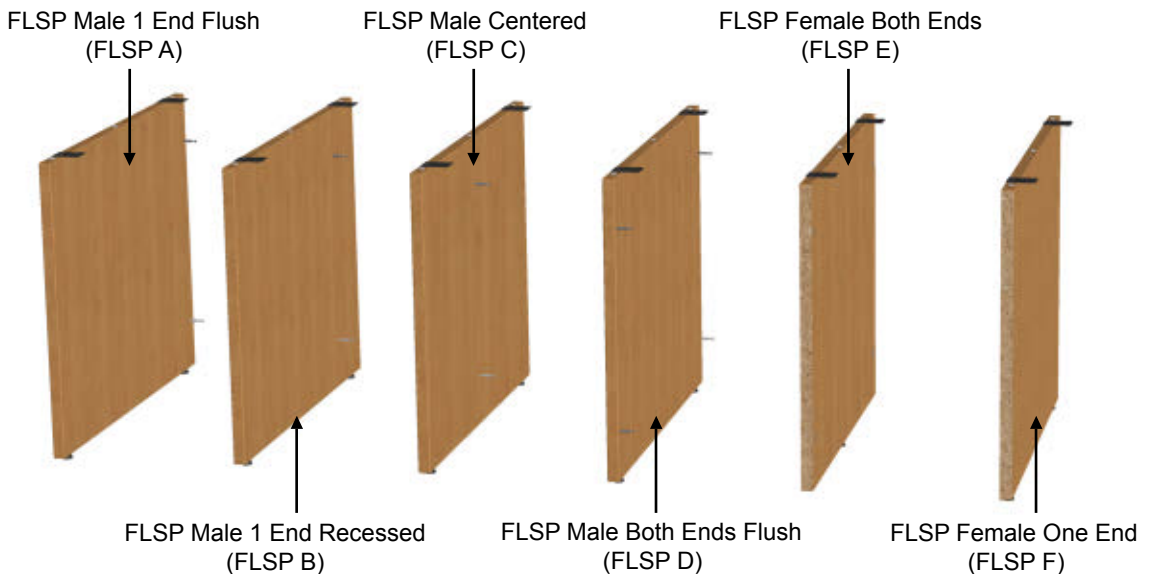 FLSP Male 1 End Flush
(FLSP A)
FLSP Male Centered
(FLSP C)
FLSP Female Both Ends
(FLSP E)
FLSP Male 1 End Recessed
(FLSP B)
FLSP Male Both Ends Flush
(FLSP D)
FLSP Female One End
(FLSP F)